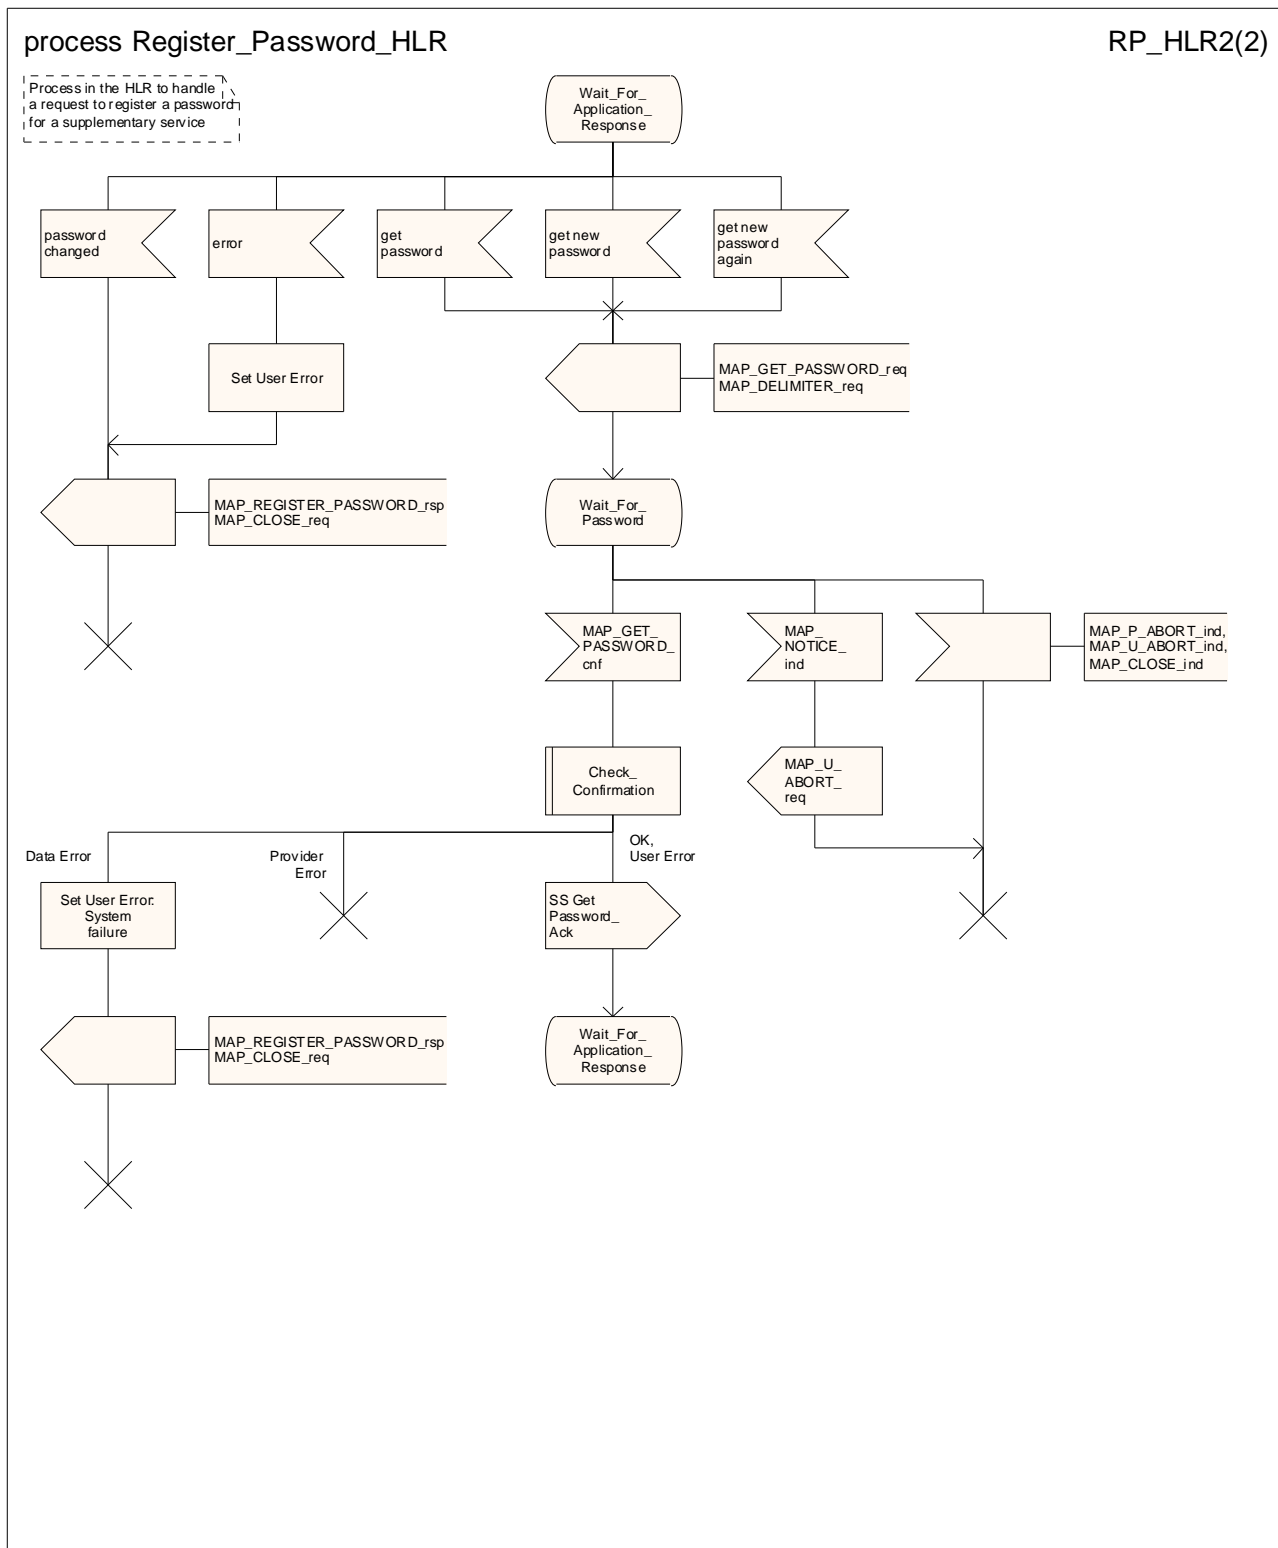 process Register_Password_HLR
RP_HLR2(2)
Process in the HLR to handle
a request to register a password
for a supplementary service
Wait_For_
Application_
Response
password
changed
error
get
password
get new
password
get new
password
again
Set User Error
MAP_GET_PASSWORD_req
MAP_DELIMITER_req
MAP_REGISTER_PASSWORD_rsp
MAP_CLOSE_req
Wait_For_
Password
MAP_GET_
PASSWORD_
cnf
MAP_
NOTICE_
ind
MAP_P_ABORT_ind,
MAP_U_ABORT_ind,
MAP_CLOSE_ind
Check_
Confirmation
MAP_U_
ABORT_
req
Data Error
Provider
Error
OK,
User Error
Set User Error:
System
failure
SS Get
Password_
Ack
MAP_REGISTER_PASSWORD_rsp
MAP_CLOSE_req
Wait_For_
Application_
Response